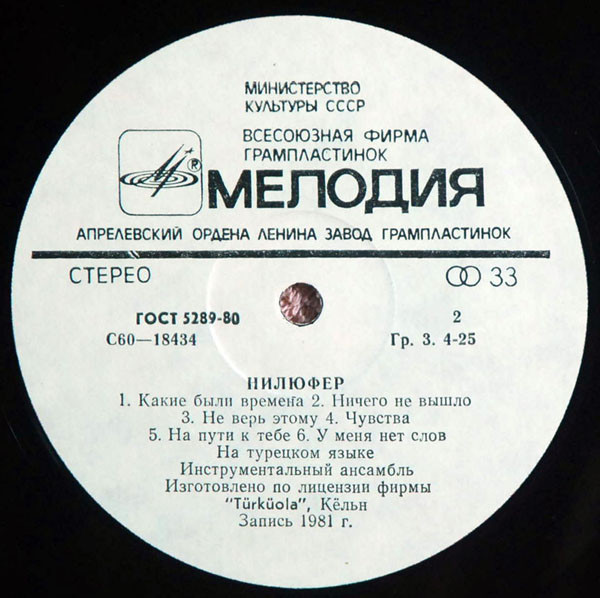 МИНИСТЕРСТВО
КУЛЬТУРЫ СССР
ВСЕСОЮЗНАЯ ФИРМА
ГРАМПЛАСТИНОК
®
МЕЛОДИЯ
АПРЕЛЕВСКИЙ ОРДЕНА ЛЕНИНА ЗАВОД ГРАМПЛАСТИНОК
СТЕРЕО 33
ГОСТ 5289-80 2
С60—18434 Гр. 3. 4-25
НИЛЮФЕР
1. Какие были времена 2. Ничего не вышло
3. Не верь этому 4. Чувства
5. На пути к тебе 6. У меня нет слов
На турецком языке
Инструментальный ансамбль
Изготовлено по лицензии фирмы
"Türküola", Кёльн
Запись 1981 г.